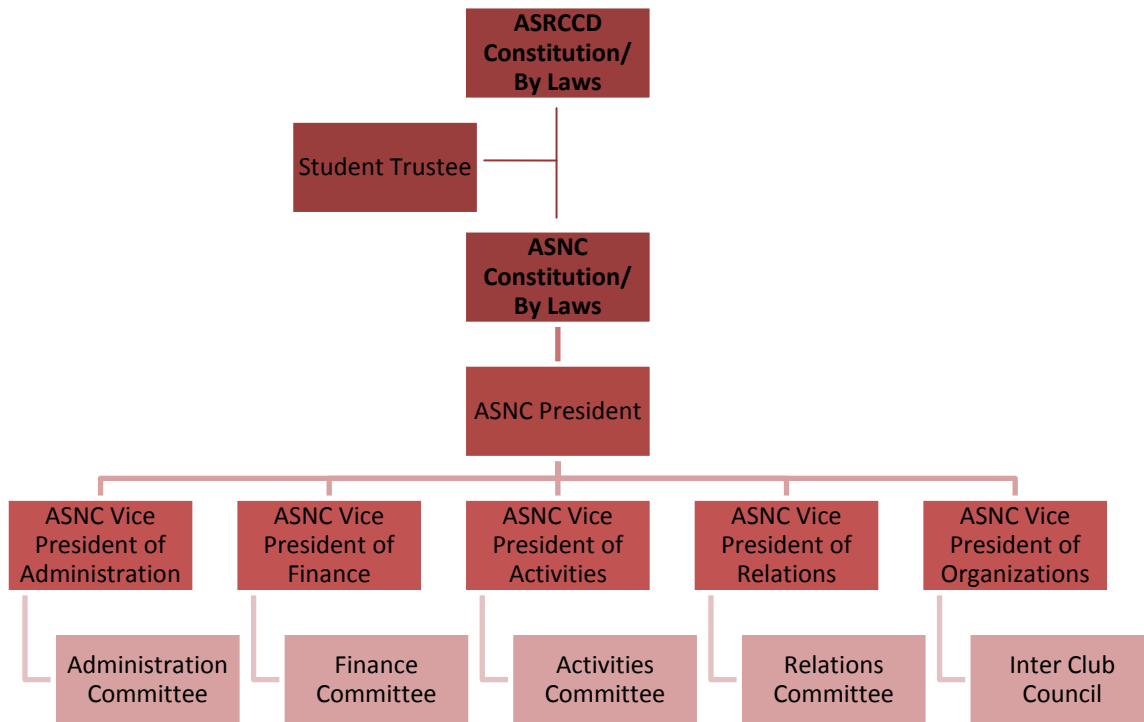 ASRCCD
Constitution/
By Laws
Student Trustee
ASNC
Constitution/
By Laws
ASNC President
ASNC Vice
President of
Administration
ASNC Vice
President of
Finance
ASNC Vice
President of
Activities
ASNC Vice
President of
Relations
ASNC Vice
President of
Organizations
Administration
Committee
Finance
Committee
Activities
Committee
Relations
Committee
Inter Club
Council